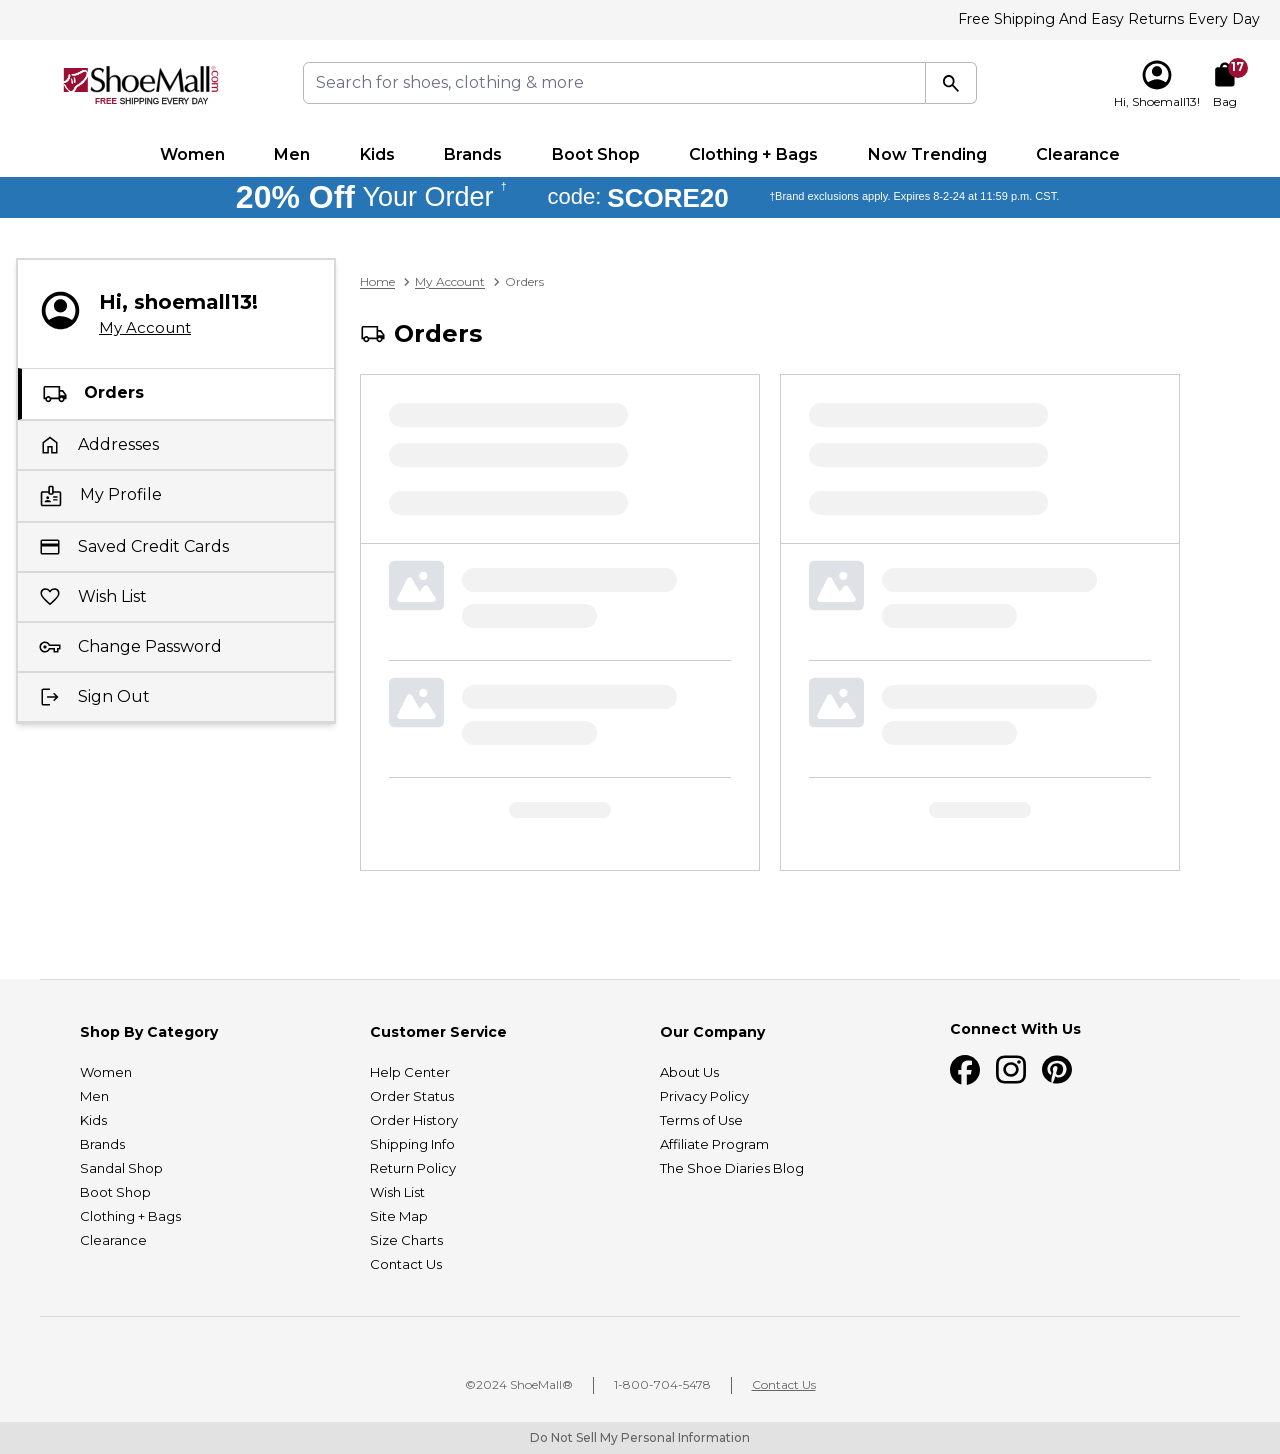 Free Shipping And Easy Returns Every Day
ShoeMall.com
FREE SHIPPING EVERY DAY
Search for shoes, clothing & more
Hi, Shoemall13!
17
Bag
Women Men Kids Brands Boot Shop Clothing + Bags Now Trending Clearance
20% Off Your Order † code: SCORE20 †Brand exclusions apply. Expires 8-2-24 at 11:59 p.m. CST.
Hi, shoemall13!
My Account
Orders
Addresses
My Profile
Saved Credit Cards
Wish List
Change Password
Sign Out
Home > My Account > Orders
Orders
Shop By Category
Women
Men
Kids
Brands
Sandal Shop
Boot Shop
Clothing + Bags
Clearance
Customer Service
Help Center
Order Status
Order History
Shipping Info
Return Policy
Wish List
Site Map
Size Charts
Contact Us
Our Company
About Us
Privacy Policy
Terms of Use
Affiliate Program
The Shoe Diaries Blog
Connect With Us
©2024 ShoeMall® 1-800-704-5478 Contact Us
Do Not Sell My Personal Information